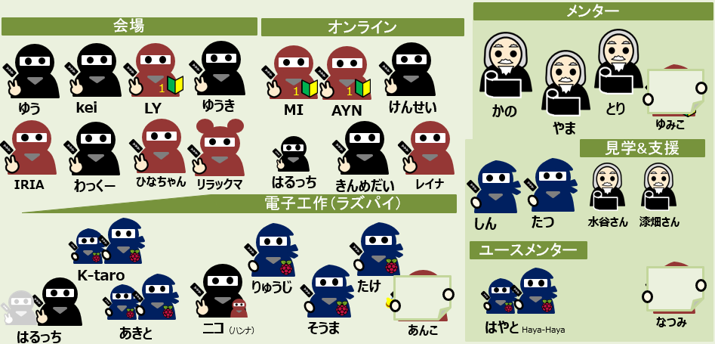 会場
ゆう
kei
LY
1
ゆうき
IRIA
わっくー
ひなちゃん
リラックマ
オンライン
MI
1
AYN
1
けんせい
はるっち
きんめだい
レイナ
電子工作(ラズパイ)
K-taro
はるっち
あきと
ニコ (ハンナ)
りゅうじ
そうま
たけ
あんこ
メンター
かの
やま
とり
ゆみこ
見学&支援
しん
たつ
水谷さん
漆畑さん
ユースメンター
はやと Haya-Haya
なつみ